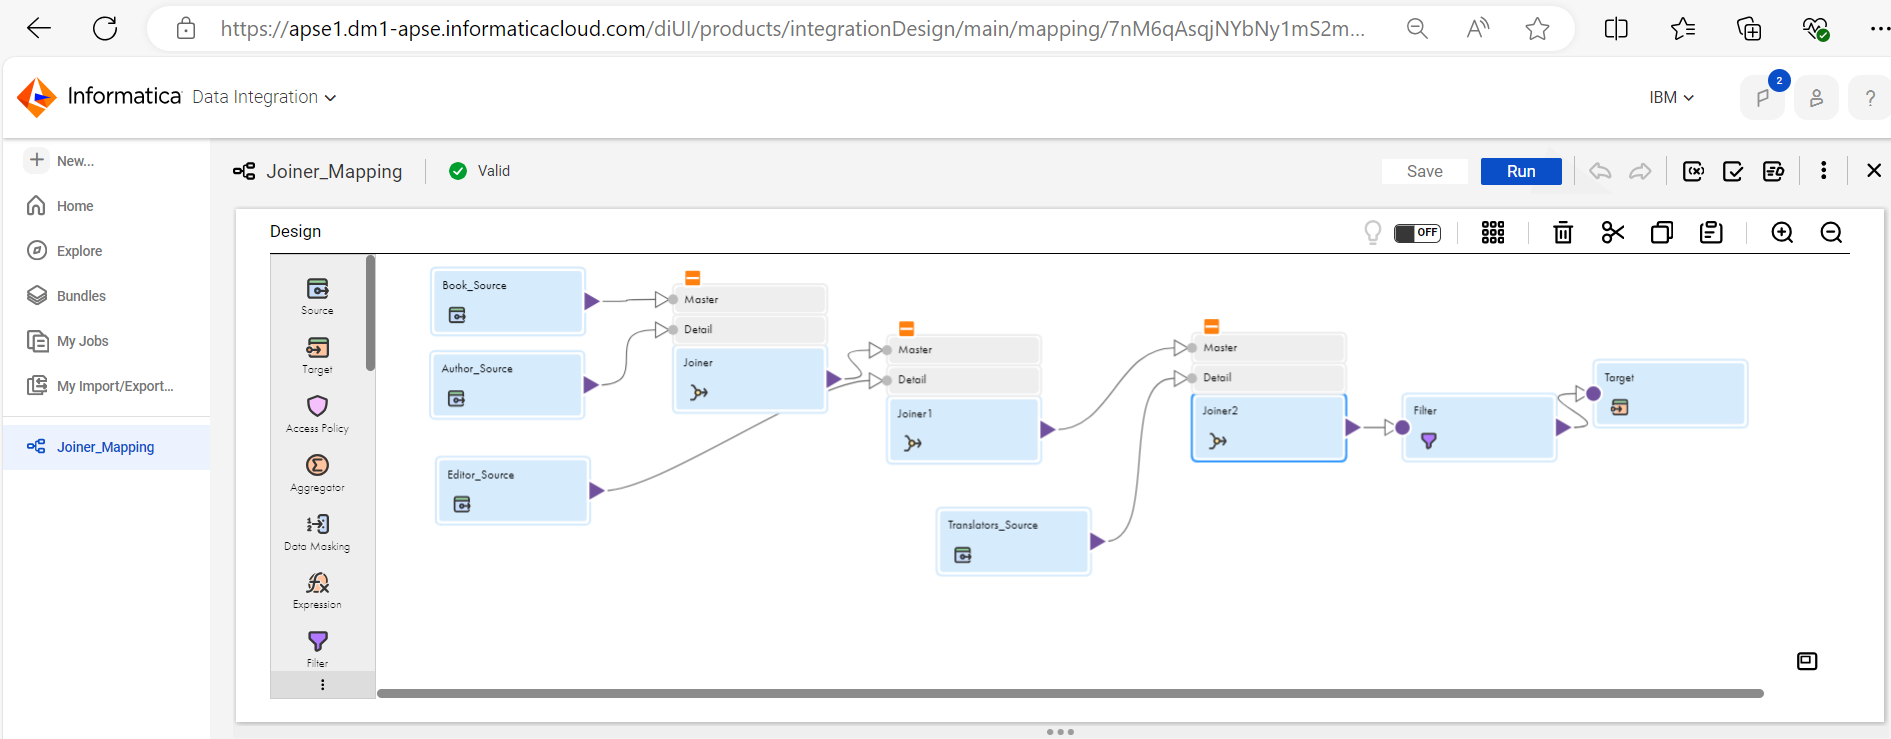 https://apse1.dm1-apse.informaticacloud.com/diUI/products/integrationDesign/main/mapping/7nM6qAsqjNYbNy1mS2m...
Informatica Data Integration
IBM
2
?
New...
Home
Explore
Bundles
My Jobs
My Import/Export...
Joiner_Mapping
Joiner_Mapping
Valid
Save
Run
Design
OFF
Source
Target
Access Policy
Aggregator
Data Masking
Expression
Filter
Book_Source
Author_Source
Editor_Source
Master
Detail
Joiner
Master
Detail
Joiner1
Translators_Source
Master
Detail
Joiner2
Filter
Target